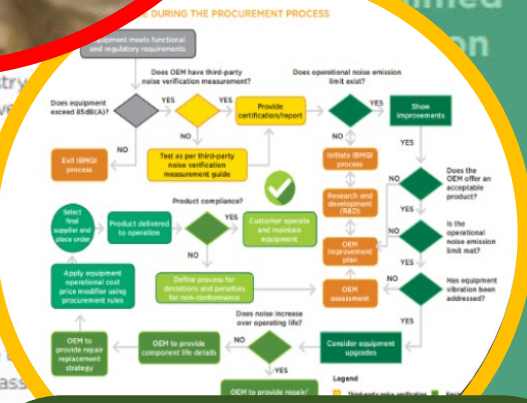 DURING THE PROCUREMENT PROCESS
on
equipment meets functional
and regulatory requirements
Does OEM have third-party
noise verification measurement?
Does operational noise emission
limit exist?
Does equipment
exceed 85dB(A)?
YES
YES
Provide
certification/report
YES
Show
improvements
NO
NO
NO
YES
Exit IBMGI
process
Test as per third-party
noise verification
measurement guide
Initiate IBMGI
process
Does the
OEM offer an
acceptable
product?
NO
Research and
development
(R&D)
YES
Select
final
supplier and
place order
Product delivered
to operation
Product compliance?
YES
Customer operate
and maintain
equipment
OEM
improvement
plan
NO
Is the
operational
noise emission
limit met?
YES
NO
Apply equipment
operational cost
price modifier using
procurement rules
Define process for
deviations and penalties
for non-conformance
OEM
assessment
NO
Has equipment
vibration been
addressed?
Does noise increase
over operating life?
YES
OEM to
provide repair
replacement
strategy
OEM to provide
component life details
NO
Consider equipment
upgrades
YES
Legend
OEM to provide repair/
Third-party noise verification